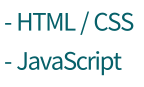 - HTML / CSS
- JavaScript